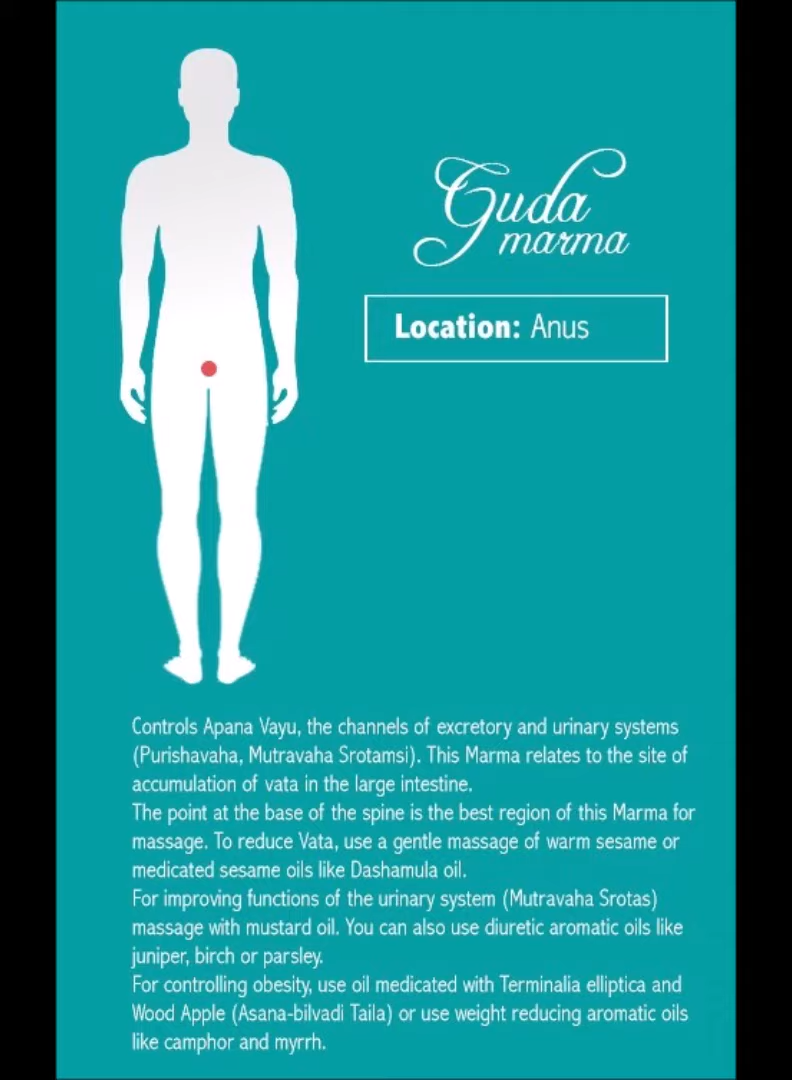 Guda
marma
Location: Anus
Controls Apana Vayu, the channels of excretory and urinary systems
(Purishavaha, Mutravaha Srotamsi). This Marma relates to the site of
accumulation of vata in the large intestine.
The point at the base of the spine is the best region of this Marma for
massage. To reduce Vata, use a gentle massage of warm sesame or
medicated sesame oils like Dashamula oil.
For improving functions of the urinary system (Mutravaha Srotas)
massage with mustard oil. You can also use diuretic aromatic oils like
juniper, birch or parsley.
For controlling obesity, use oil medicated with Terminalia elliptica and
Wood Apple (Asana-bilvadi Taila) or use weight reducing aromatic oils
like camphor and myrrh.